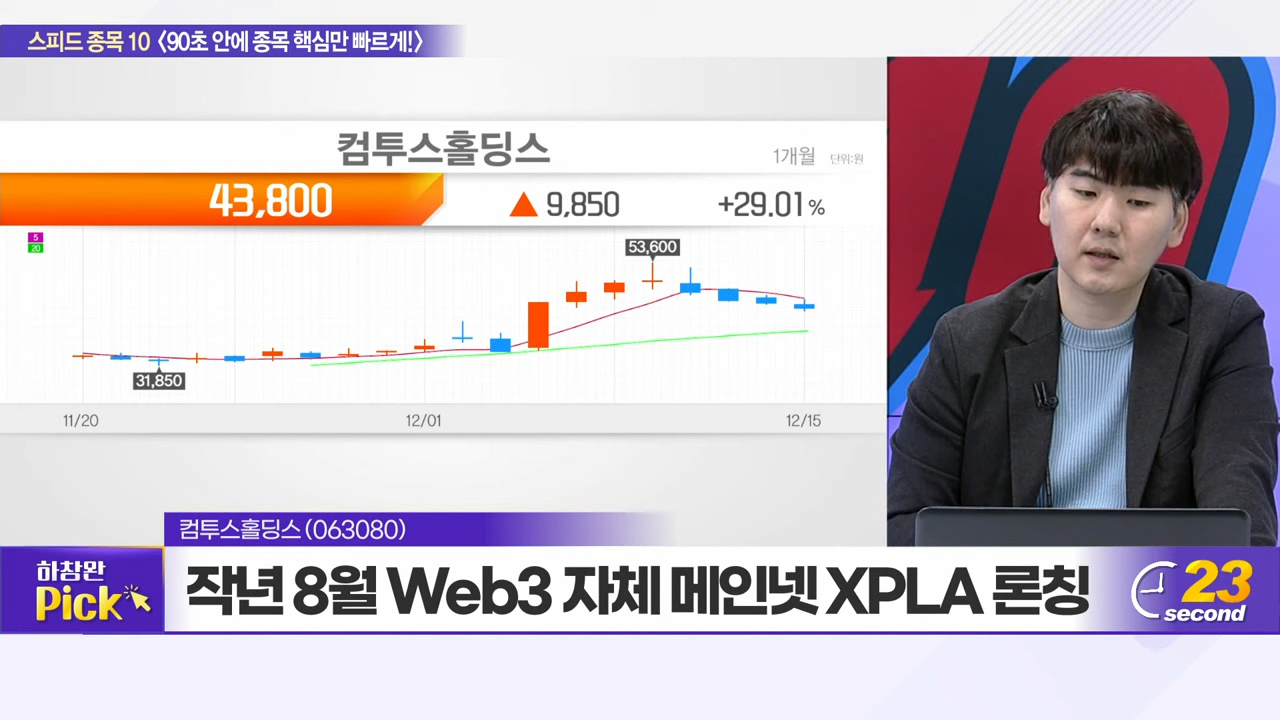 스피드 종목 10 〈90초 안에 종목 핵심만 빠르게!〉
컴투스홀딩스
1개월 단위:원
43,800 ▲ 9,850 +29.01%
5
20
53,600
31,850
11/20 12/01 12/15
컴투스홀딩스 (063080)
하창완
Pick
작년 8월 Web3 자체 메인넷 XPLA 론칭
23
second